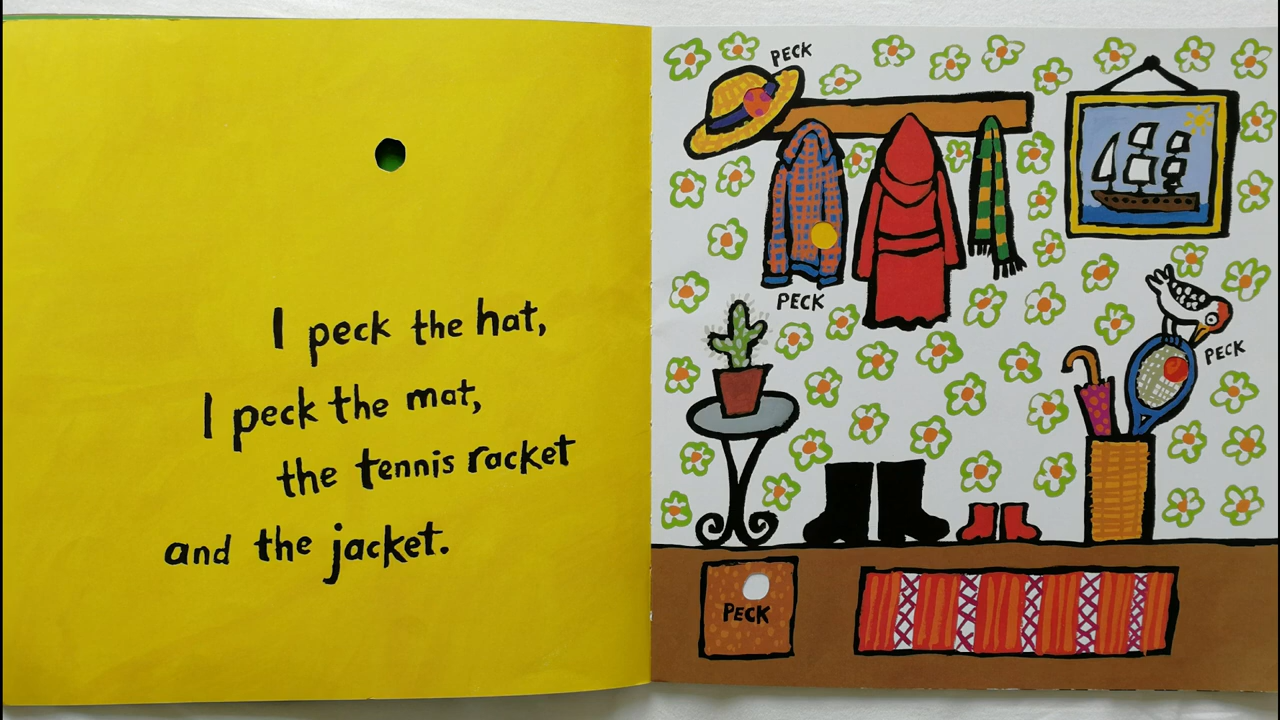 I peck the hat,
I peck the mat,
the tennis racket
and the jacket.
PECK
PECK
PECK
PECK